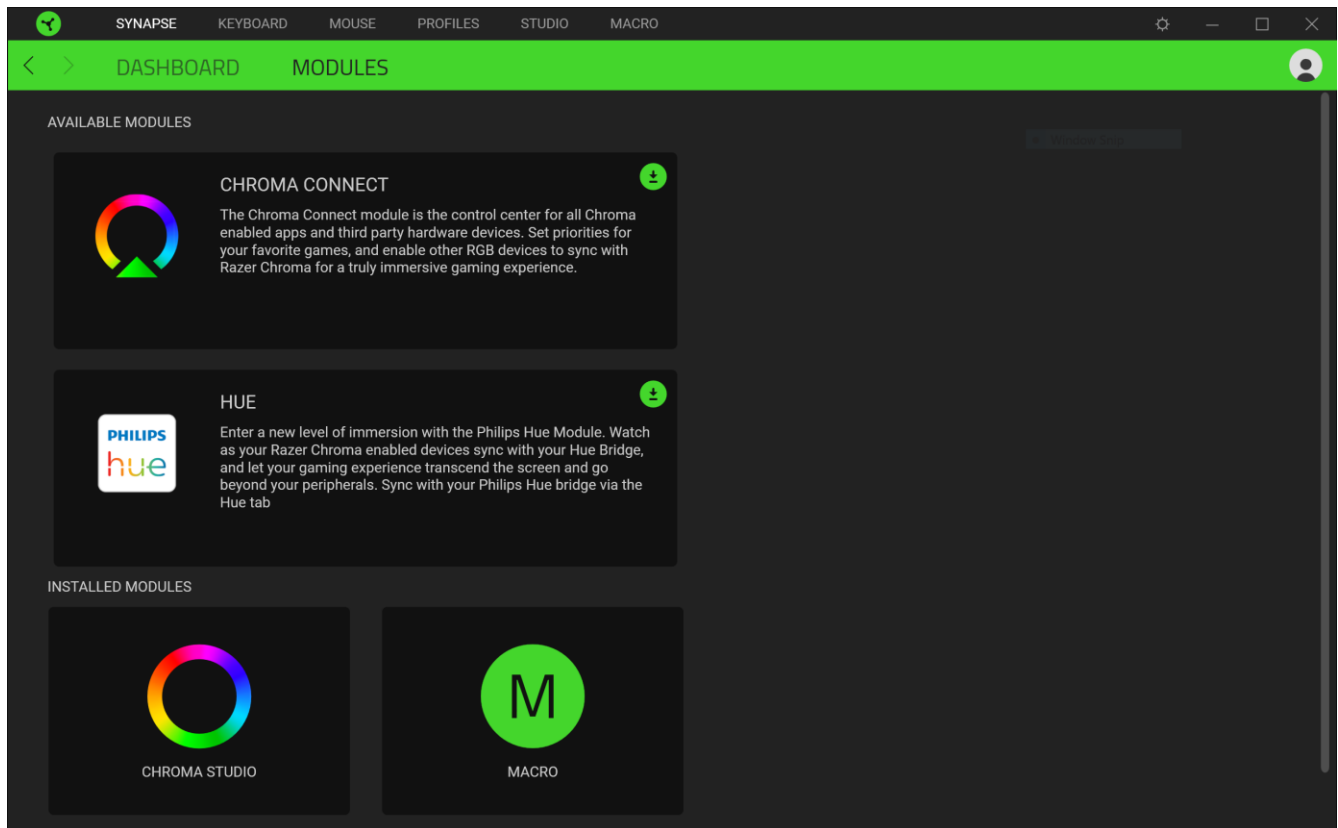 SYNAPSE KEYBOARD MOUSE PROFILES STUDIO MACRO
DASHBOARD MODULES
AVAILABLE MODULES
CHROMA CONNECT
The Chroma Connect module is the control center for all Chroma
enabled apps and third party hardware devices. Set priorities for
your favorite games, and enable other RGB devices to sync with
Razer Chroma for a truly immersive gaming experience.
HUE
PHILIPS
hue
Enter a new level of immersion with the Philips Hue Module. Watch
as your Razer Chroma enabled devices sync with your Hue Bridge,
and let your gaming experience transcend the screen and go
beyond your peripherals. Sync with your Philips Hue bridge via the
Hue tab
INSTALLED MODULES
M
CHROMA STUDIO MACRO